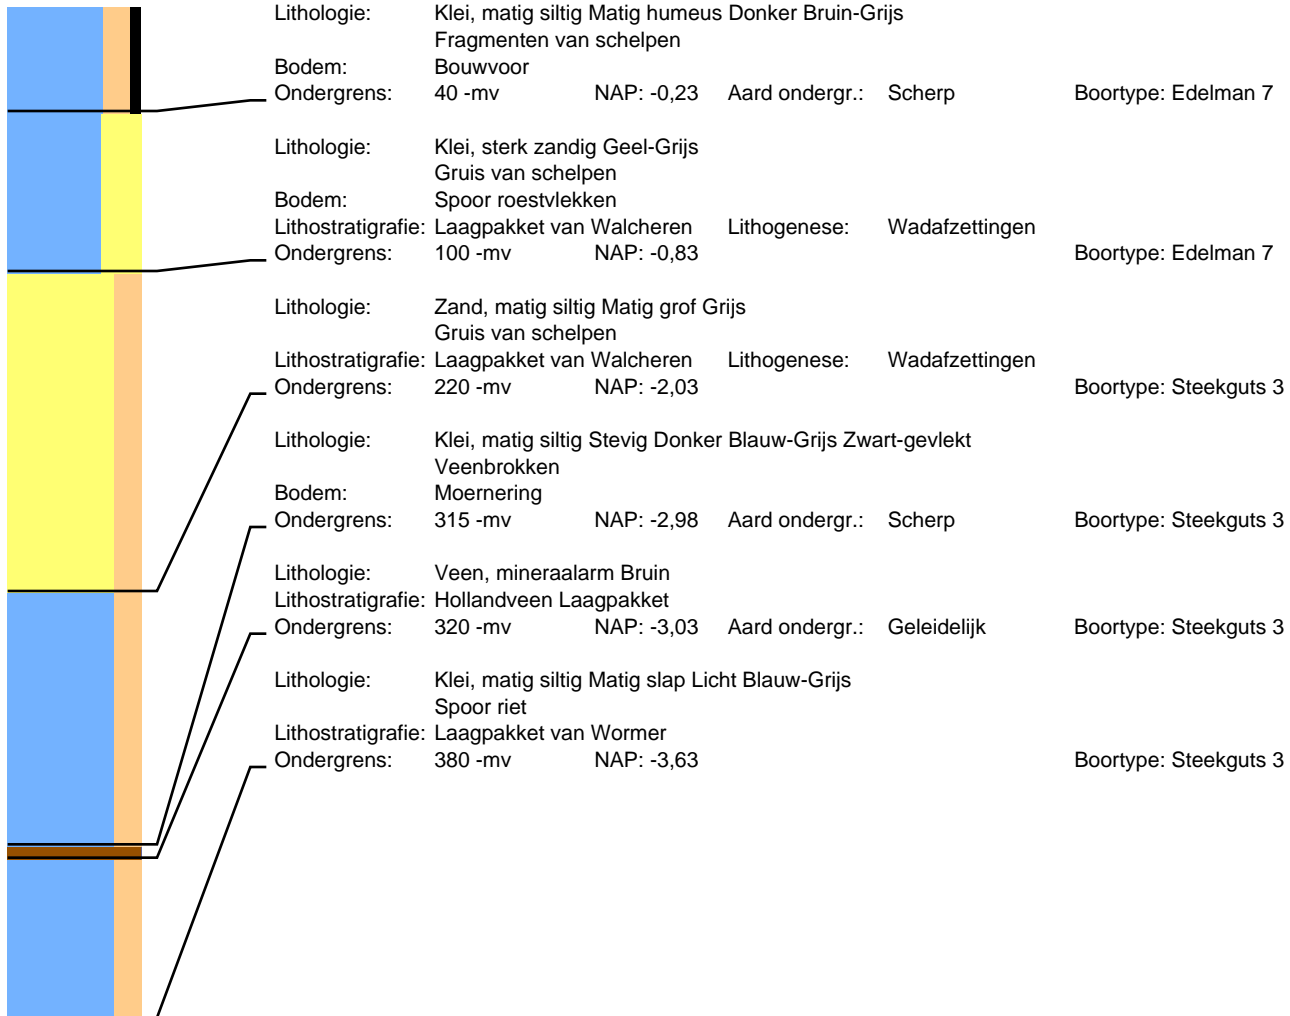 Lithologie: Klei, matig siltig Matig humeus Donker Bruin-Grijs
Fragmenten van schelpen
Bodem: Bouwvoor
Ondergrens: 40 -mv NAP: -0,23 Aard ondergr.: Scherp Boortype: Edelman 7
Lithologie: Klei, sterk zandig Geel-Grijs
Gruis van schelpen
Bodem: Spoor roestvlekken
Lithostratigrafie: Laagpakket van Walcheren Lithogenese: Wadafzettingen
Ondergrens: 100 -mv NAP: -0,83 Boortype: Edelman 7
Lithologie: Zand, matig siltig Matig grof Grijs
Gruis van schelpen
Lithostratigrafie: Laagpakket van Walcheren Lithogenese: Wadafzettingen
Ondergrens: 220 -mv NAP: -2,03 Boortype: Steekguts 3
Lithologie: Klei, matig siltig Stevig Donker Blauw-Grijs Zwart-gevlekt
Veenbrokken
Bodem: Moernering
Ondergrens: 315 -mv NAP: -2,98 Aard ondergr.: Scherp Boortype: Steekguts 3
Lithologie: Veen, mineraalarm Bruin
Lithostratigrafie: Hollandveen Laagpakket
Ondergrens: 320 -mv NAP: -3,03 Aard ondergr.: Geleidelijk Boortype: Steekguts 3
Lithologie: Klei, matig siltig Matig slap Licht Blauw-Grijs
Spoor riet
Lithostratigrafie: Laagpakket van Wormer
Ondergrens: 380 -mv NAP: -3,63 Boortype: Steekguts 3